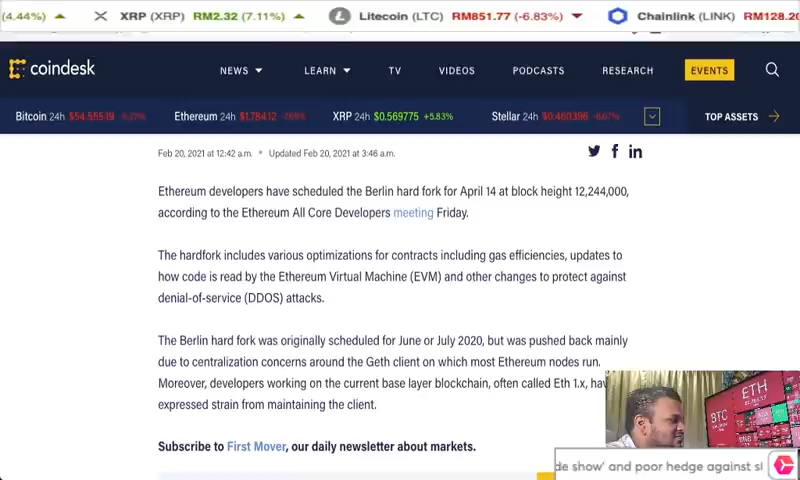 (4.44%) XRP (XRP) RM2.32 (7.11%) Litecoin (LTC) RM851.77 (-6.83%) Chainlink (LINK) RM128.20
coindesk NEWS LEARN TV VIDEOS PODCASTS RESEARCH EVENTS
Bitcoin 24h $54,555.19 Ethereum 24h $1,784.12 -7.69% XRP 24h $0.569775 +5.83% Stellar 24h $0.460396 -6.07% TOP ASSETS
Feb 20, 2021 at 12:42 a.m. • Updated Feb 20, 2021 at 3:46 a.m.
Ethereum developers have scheduled the Berlin hard fork for April 14 at block height 12,244,000,
according to the Ethereum All Core Developers meeting Friday.
The hardfork includes various optimizations for contracts including gas efficiencies, updates to
how code is read by the Ethereum Virtual Machine (EVM) and other changes to protect against
denial-of-service (DDOS) attacks.
The Berlin hard fork was originally scheduled for June or July 2020, but was pushed back mainly
due to centralization concerns around the Geth client on which most Ethereum nodes run.
Moreover, developers working on the current base layer blockchain, often called Eth 1.x, hav
expressed strain from maintaining the client.
ETH
BTC
Subscribe to First Mover, our daily newsletter about markets.
de show' and poor hedge against sl